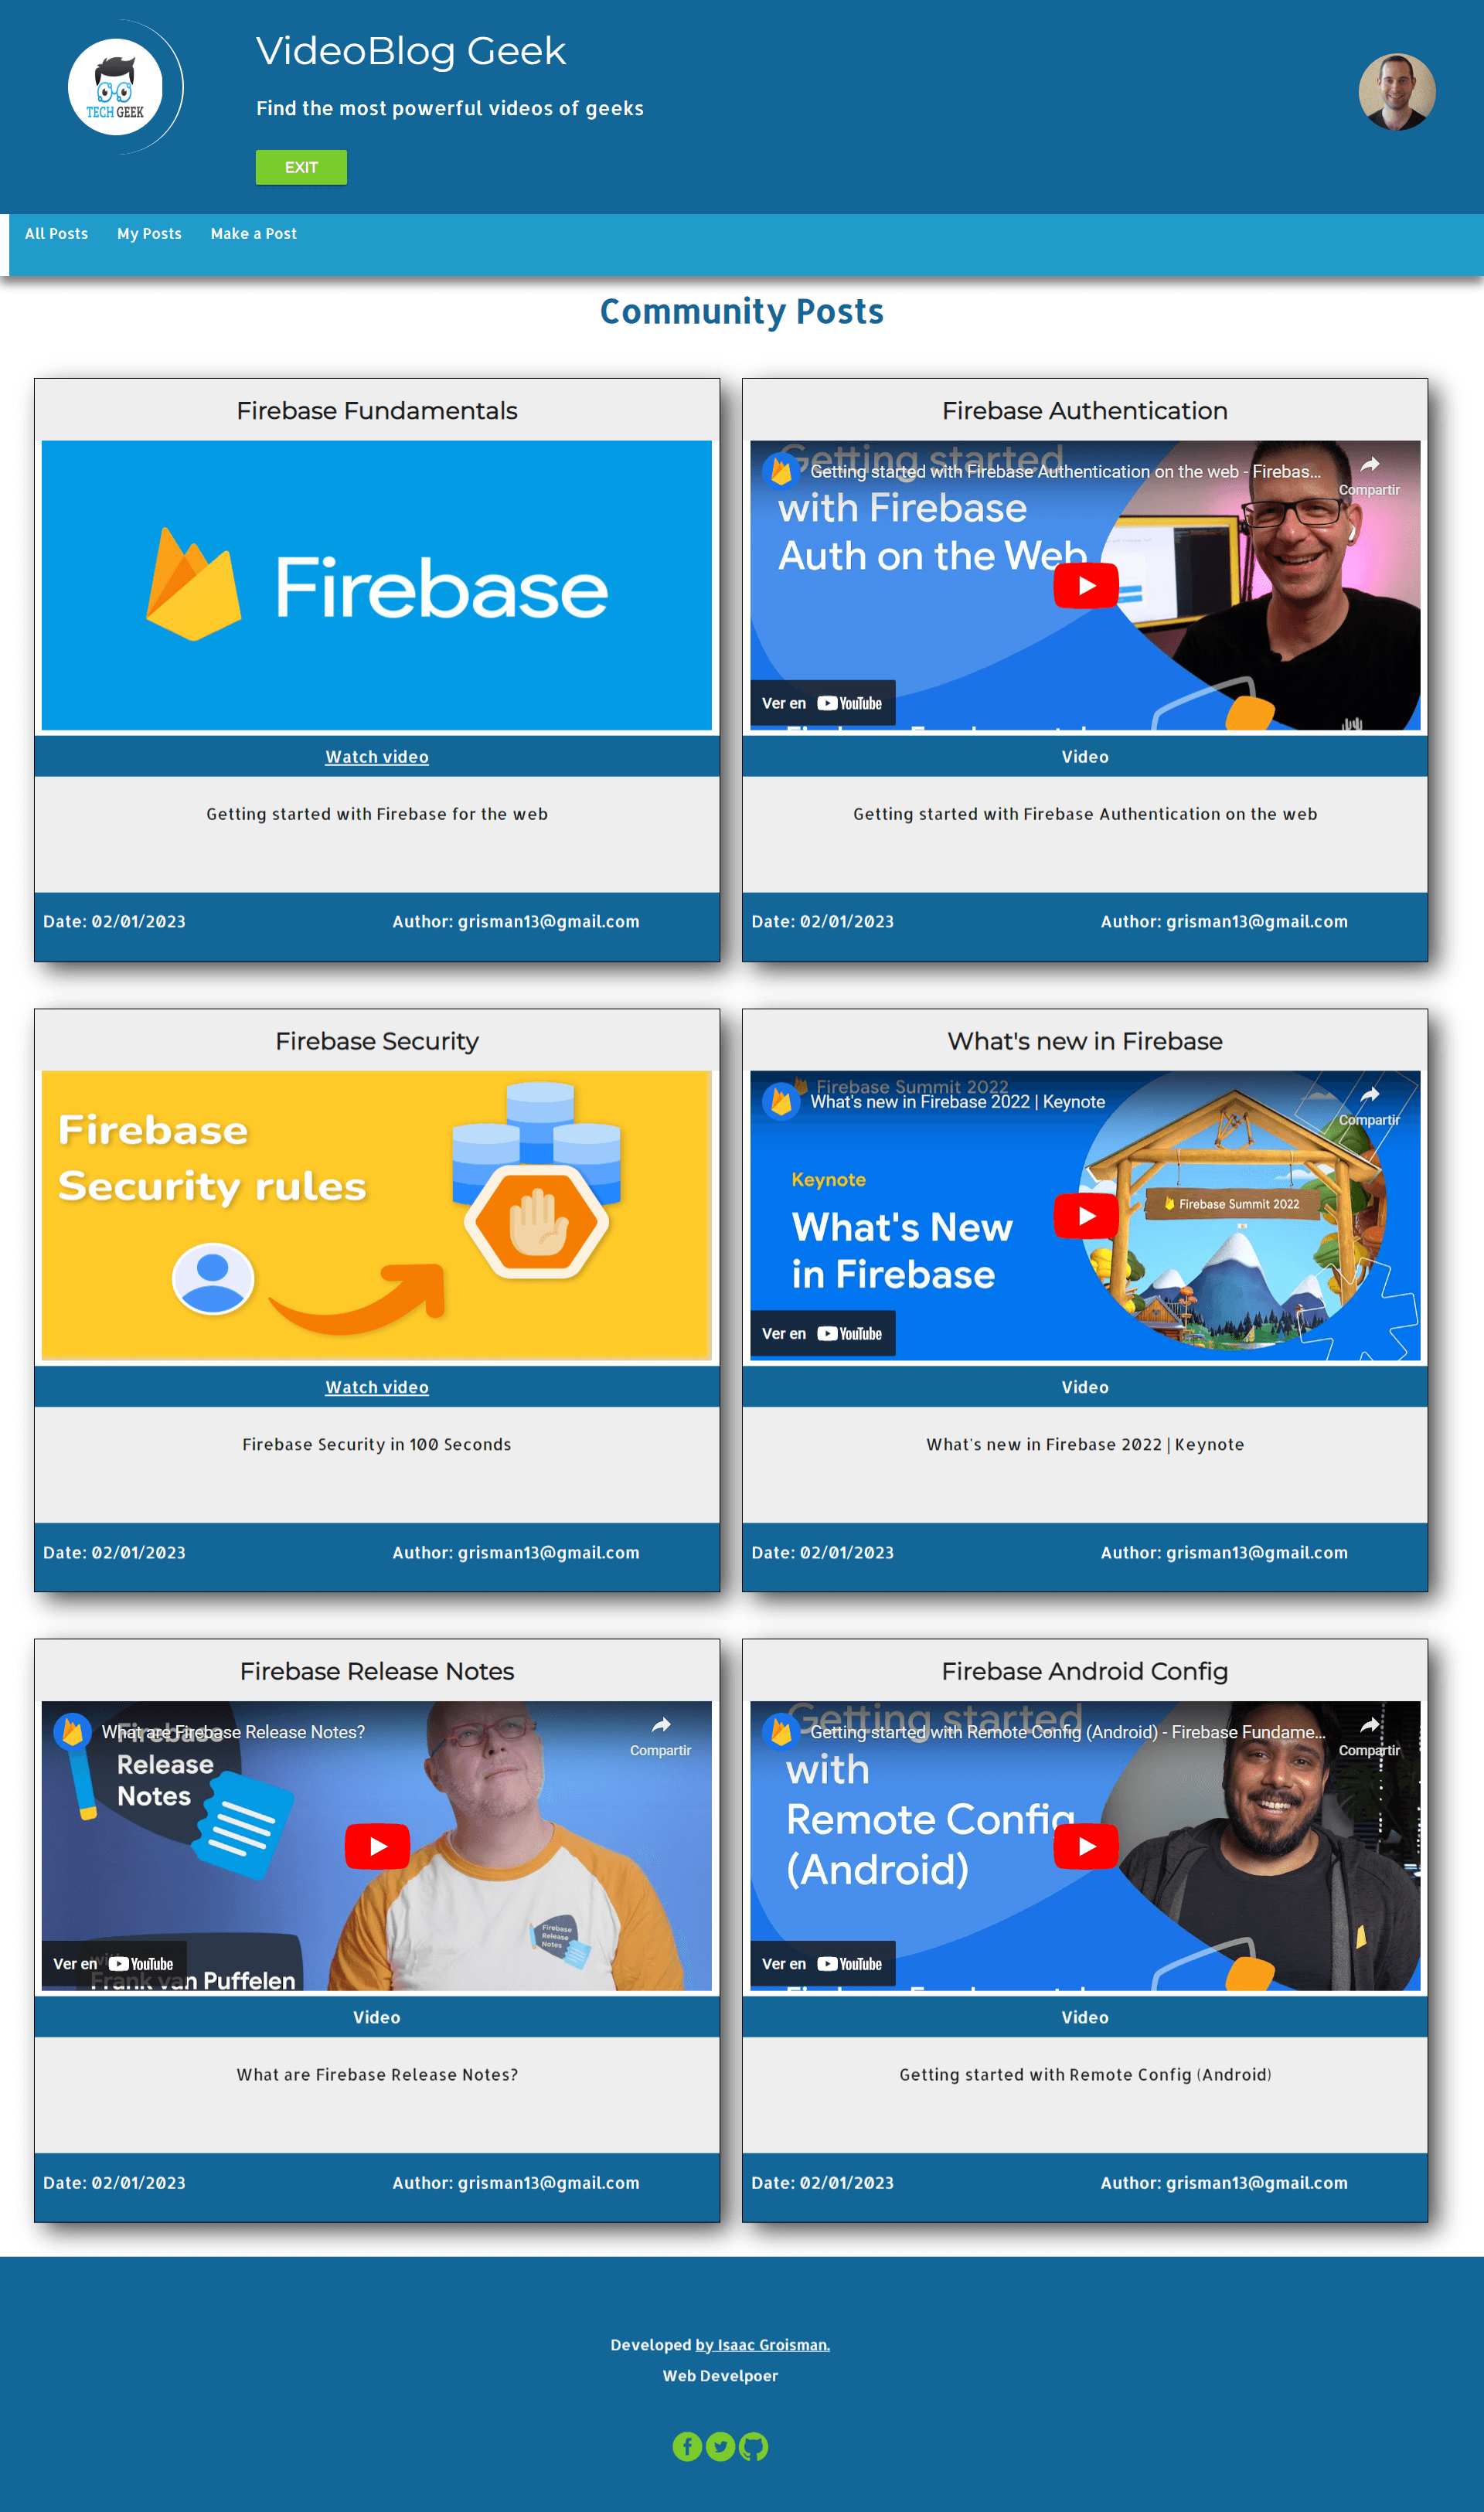 TECH GEEK
VideoBlog Geek
Find the most powerful videos of geeks
EXIT
All Posts
My Posts
Make a Post
Community Posts
Firebase Fundamentals
Firebase
Watch video
Getting started with Firebase for the web
Date: 02/01/2023
Author: grisman13@gmail.com
Firebase Authentication
Getting started
Getting started with Firebase Authentication on the web - Firebas...
Compartir
with Firebase
Auth on the Web
Ver en YouTube
Video
Getting started with Firebase Authentication on the web
Date: 02/01/2023
Author: grisman13@gmail.com
Firebase Security
Firebase
Security rules
Watch video
Firebase Security in 100 Seconds
Date: 02/01/2023
Author: grisman13@gmail.com
What's new in Firebase
Firebase Summit 2022
What's new in Firebase 2022 | Keynote
Compartir
Keynote
What's New
in Firebase
Firebase Summit 2022
Ver en YouTube
Video
What's new in Firebase 2022 | Keynote
Date: 02/01/2023
Author: grisman13@gmail.com
Firebase Release Notes
What are Firebase Release Notes?
Compartir
Firebase
Release
Notes
Firebase
Release
Notes
Ver en YouTube
with
Frank van Puffelen
Video
What are Firebase Release Notes?
Date: 02/01/2023
Author: grisman13@gmail.com
Firebase Android Config
Getting started
Getting started with Remote Config (Android) - Firebase Fundame...
Compartir
with
Remote Config
(Android)
Ver en YouTube
Video
Getting started with Remote Config (Android)
Date: 02/01/2023
Author: grisman13@gmail.com
Developed by Isaac Groisman.
Web Develpoer